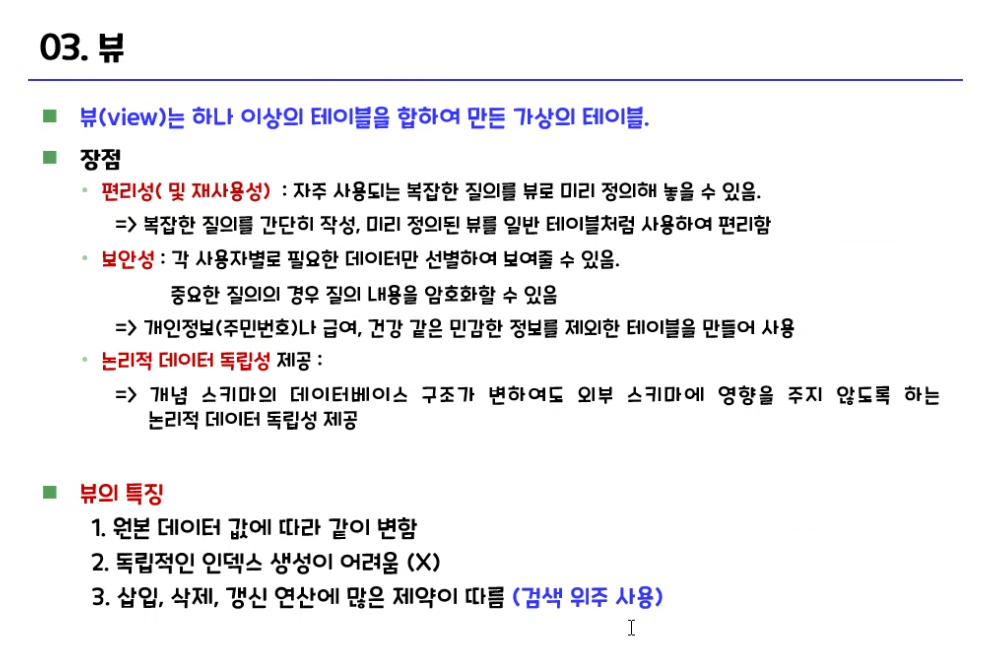 03. 뷰
■ 뷰(view)는 하나 이상의 테이블을 합하여 만든 가상의 테이블.
■ 장점
• 편리성( 및 재사용성) : 자주 사용되는 복잡한 질의를 뷰로 미리 정의해 놓을 수 있음.
=> 복잡한 질의를 간단히 작성, 미리 정의된 뷰를 일반 테이블처럼 사용하여 편리함
• 보안성 : 각 사용자별로 필요한 데이터만 선별하여 보여줄 수 있음.
중요한 질의의 경우 질의 내용을 암호화할 수 있음
=> 개인정보(주민번호)나 급여, 건강 같은 민감한 정보를 제외한 테이블을 만들어 사용
• 논리적 데이터 독립성 제공 :
=> 개념 스키마의 데이터베이스 구조가 변하여도 외부 스키마에 영향을 주지 않도록 하는
논리적 데이터 독립성 제공
■ 뷰의 특징
1. 원본 데이터 값에 따라 같이 변함
2. 독립적인 인덱스 생성이 어려움 (X)
3. 삽입, 삭제, 갱신 연산에 많은 제약이 따름 (검색 위주 사용)